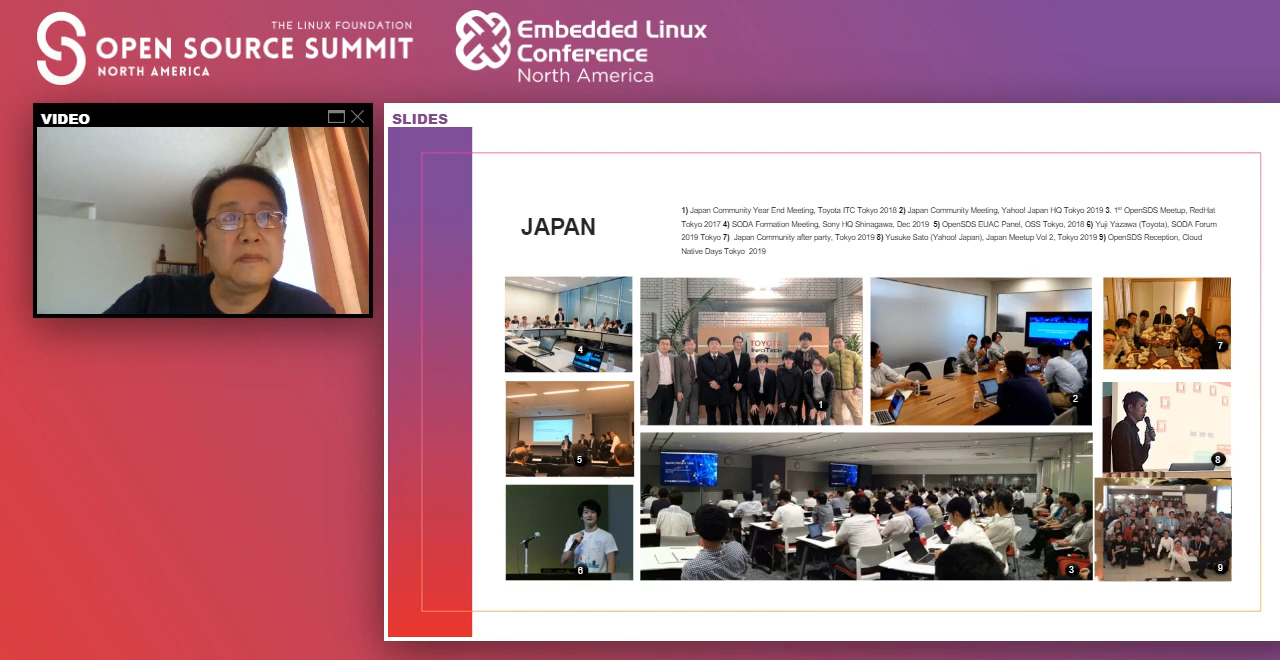 THE LINUX FOUNDATION
OPEN SOURCE SUMMIT
NORTH AMERICA
Embedded Linux
Conference
North America
VIDEO
SLIDES
JAPAN
1) Japan Community Year End Meeting, Toyota ITC Tokyo 2018 2) Japan Community Meeting, Yahoo! Japan HQ Tokyo 2019 3. 1st OpenSDS Meetup, RedHat
Tokyo 2017 4) SODA Formation Meeting, Sony HQ Shinagawa, Dec 2019 5) OpenSDS EUAC Panel, OSS Tokyo, 2018 6) Yuji Yazawa (Toyota), SODA Forum
2019 Tokyo 7) Japan Community after party, Tokyo 2019 8) Yusuke Sato (Yahoo! Japan), Japan Meetup Vol 2, Tokyo 2019 9) OpenSDS Reception, Cloud
Native Days Tokyo 2019
4
TOYOTA
InfoTech
1
2
7
5
8
6
3
9